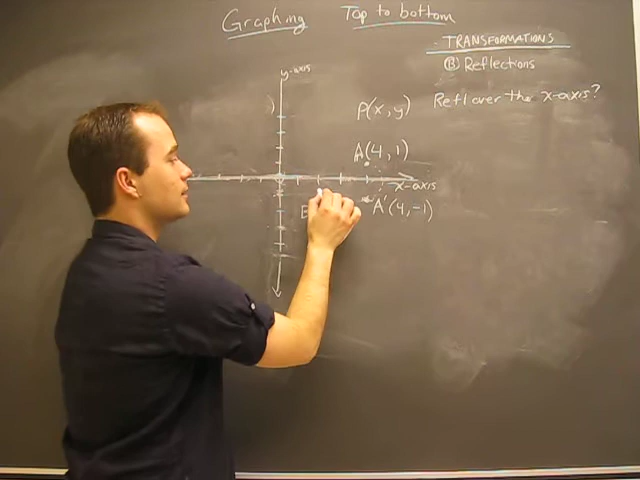 Graphing Top to bottom
TRANSFORMATIONS
(B) Reflections
y-axis
P(x, y) Refl over the x-axis?
A(4, 1)
x-axis
A'(4, -1)